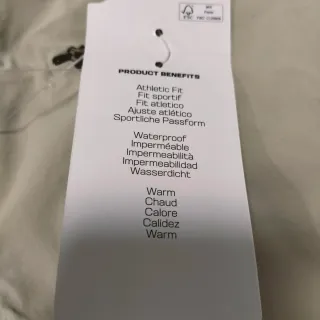 FSC
PRODUCT BENEFITS
Athletic Fit
Fit sportif
Fit atletico
Ajuste atlético
Sportliche Passform
Waterproof
Imperméable
Impermeabilità
Impermeabilidad
Wasserdicht
Warm
Chaud
Calore
Calidez
Warm